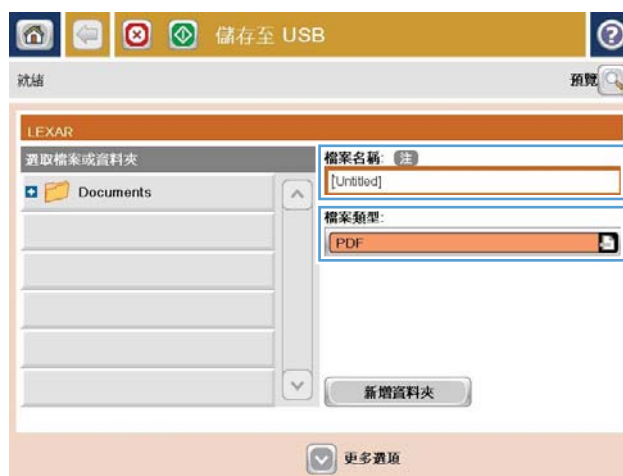 儲存至 USB
就緒
預覽
LEXAR
選取檔案或資料夾
Documents
檔案名稱: 注
[Untitled]
檔案類型:
PDF
新增資料夾
更多選項